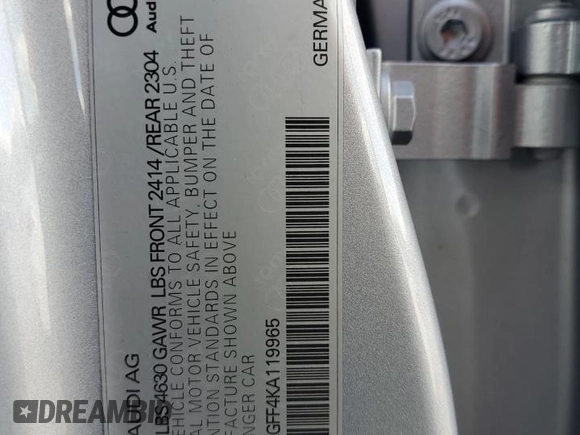 Aud
GERMA
AUDI AG
LBS 4630 GAWR LBS FRONT 2414 /REAR 2304
VEHICLE CONFORMS TO ALL APPLICABLE U.S.
AL MOTOR VEHICLE SAFETY, BUMPER AND THEFT
NTION STANDARDS IN EFFECT ON THE DATE OF
FACTURE SHOWN ABOVE
NGER CAR
GFF4KA119965
DREAMBI